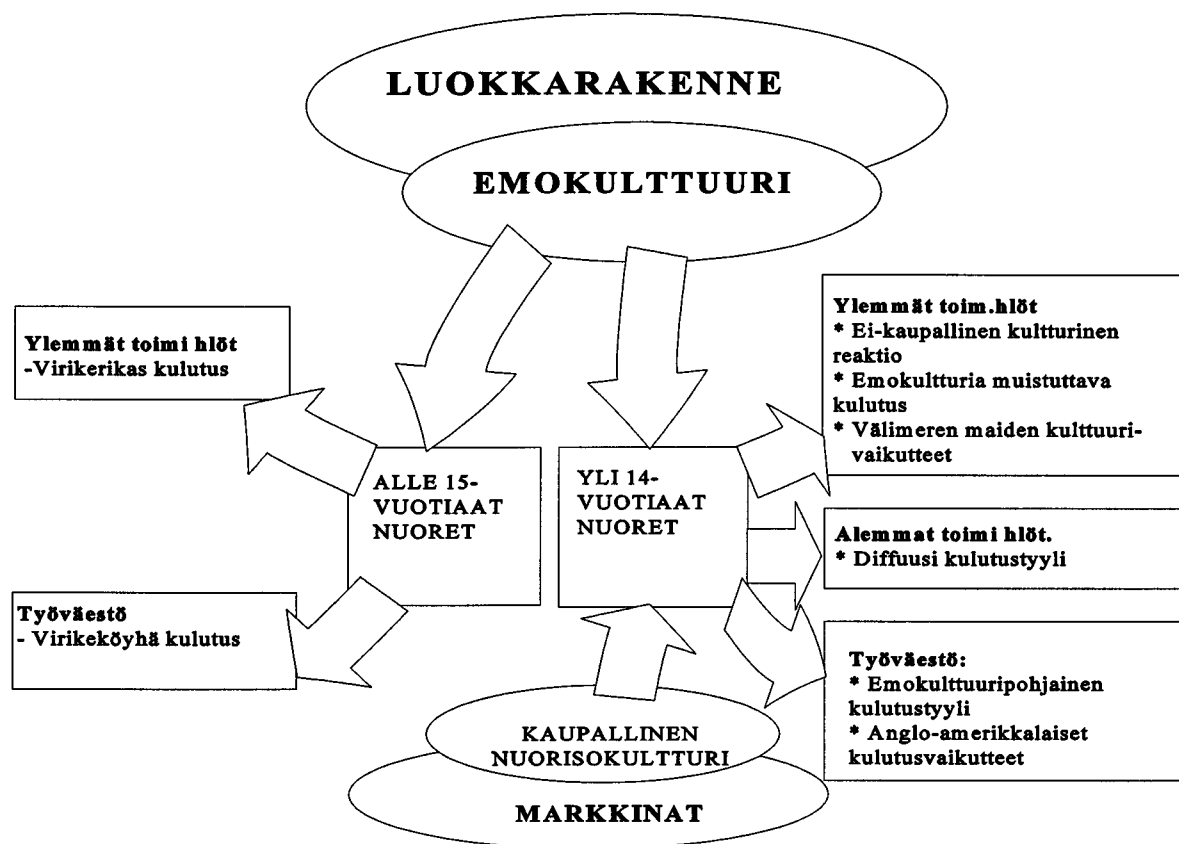 LUOKKARAKENNE
EMOKULTTUURI
Ylemmät toimi hlöt
-Virikerikas kulutus
Ylemmät toim.hlöt
* Ei-kaupallinen kultturinen
reaktio
* Emokultturia muistuttava
kulutus
* Välimeren maiden kulttuuri-
vaikutteet
ALLE 15-
VUOTIAAT
NUORET
YLI 14-
VUOTIAAT
NUORET
Alemmat toimi hlöt.
* Diffuusi kulutustyyli
Työväestö
- Virikeköyhä kulutus
Työväestö:
* Emokulttuuripohjainen
kulutustyyli
* Anglo-amerikkalaiset
kulutusvaikutteet
KAUPALLINEN
NUORISOKULTTURI
MARKKINAT